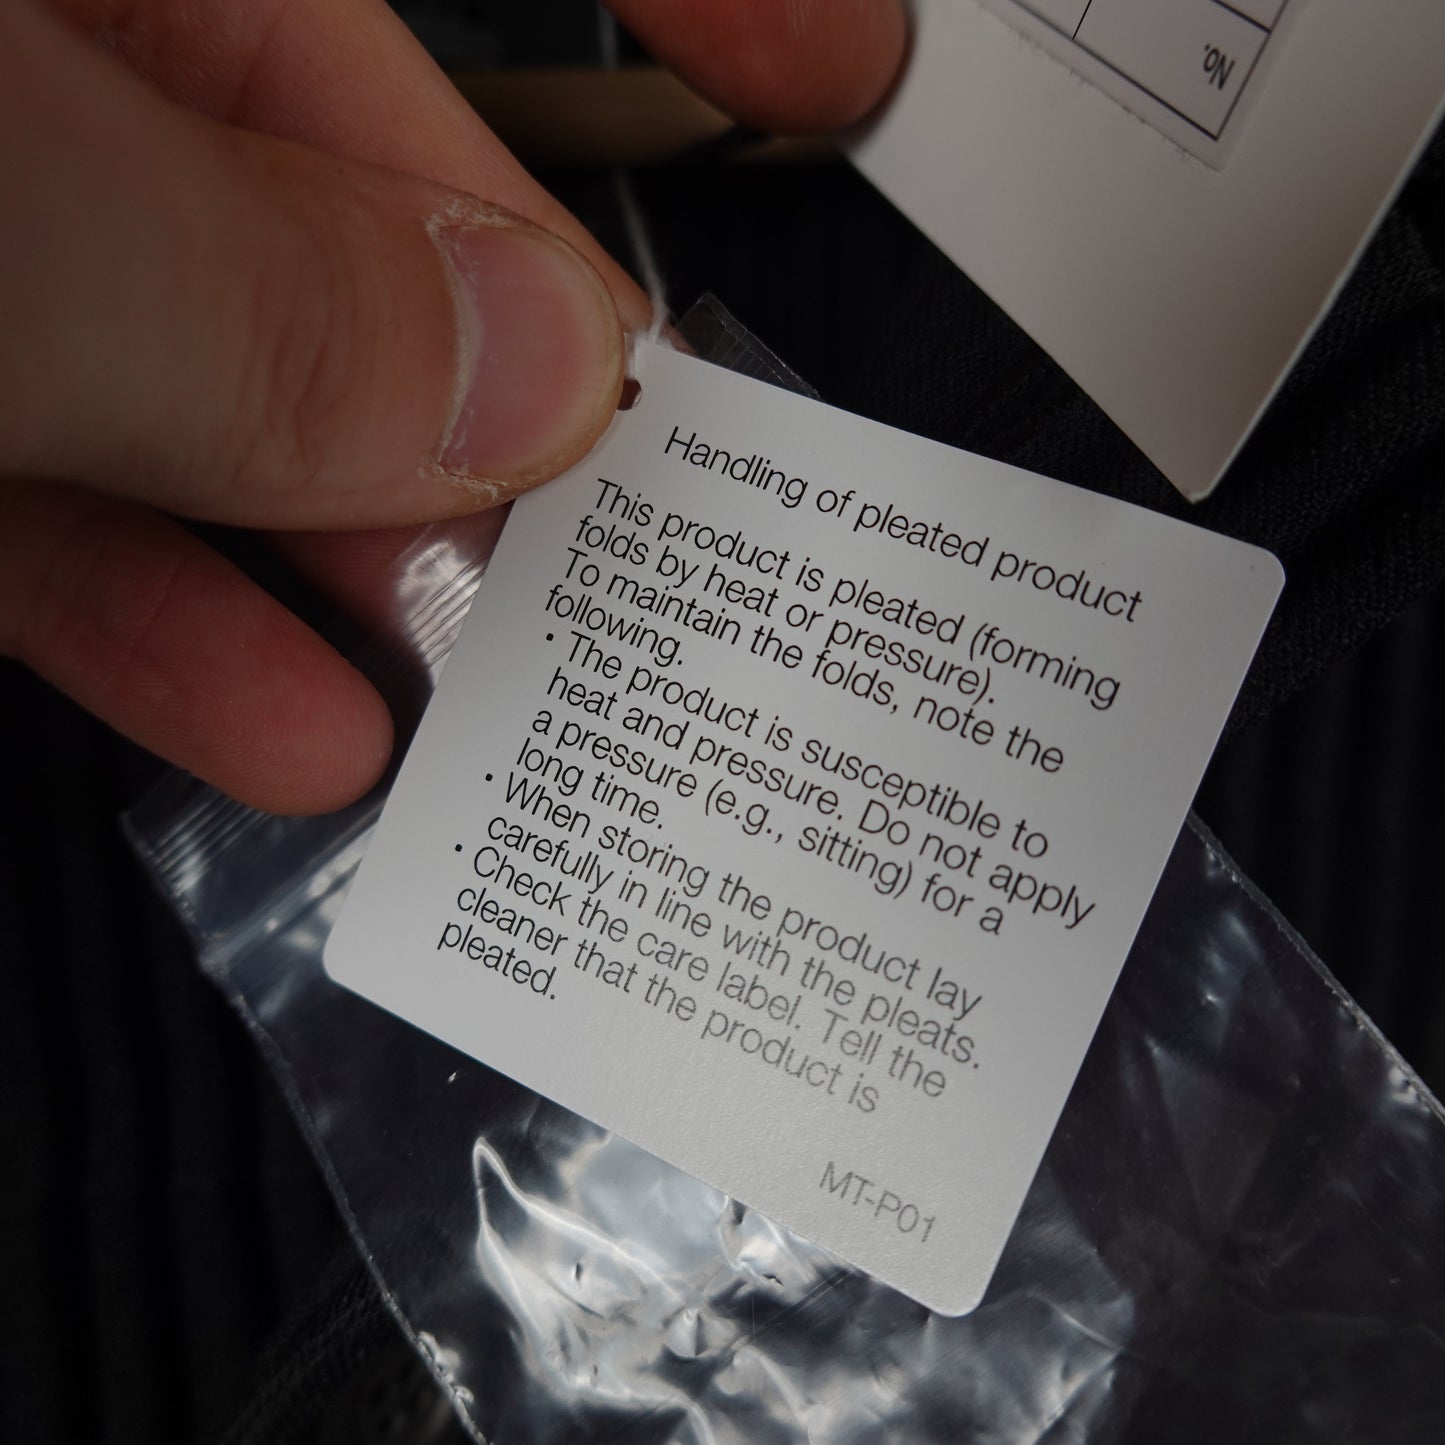 No.
Handling of pleated product
This product is pleated (forming
folds by heat or pressure).
To maintain the folds, note the
following.
• The product is susceptible to
heat and pressure. Do not apply
a pressure (e.g., sitting) for a
long time.
• When storing the product lay
carefully in line with the pleats.
• Check the care label. Tell the
cleaner that the product is
pleated.
MT-P01